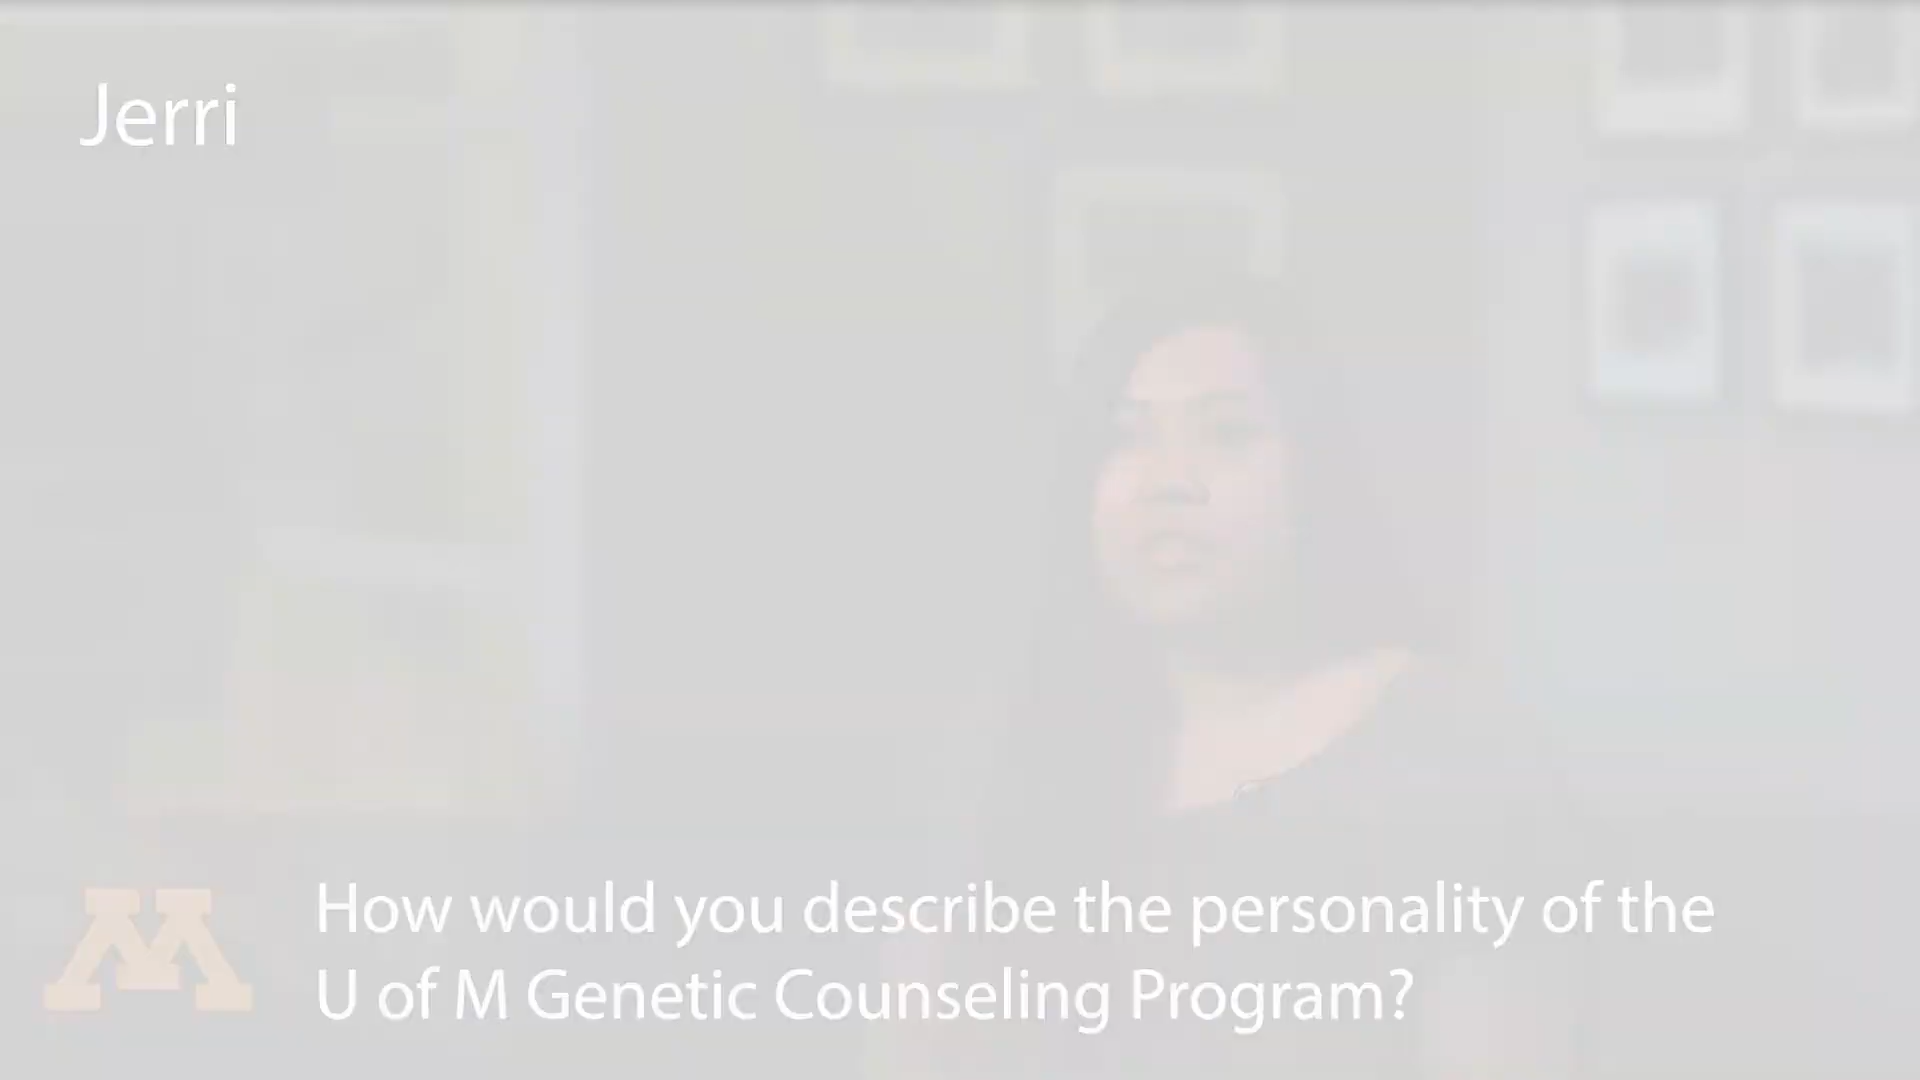 Jerri
How would you describe the personality of the
U of M Genetic Counseling Program?